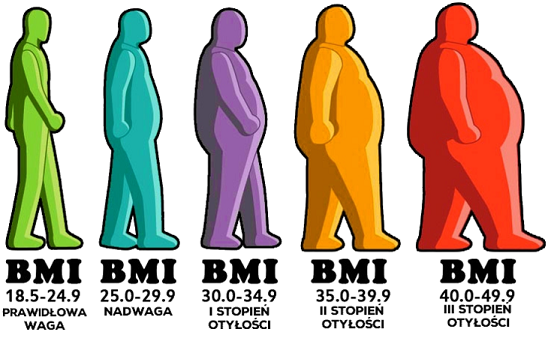 BMI
18.5-24.9
PRAWIDŁOWA
WAGA
BMI
25.0-29.9
NADWAGA
BMI
30.0-34.9
I STOPIEŃ
OTYŁOŚCI
BMI
35.0-39,9
II STOPIEŃ
OTYŁOŚCI
BMI
40.0-49.9
III STOPIEŃ
OTYŁOŚCI